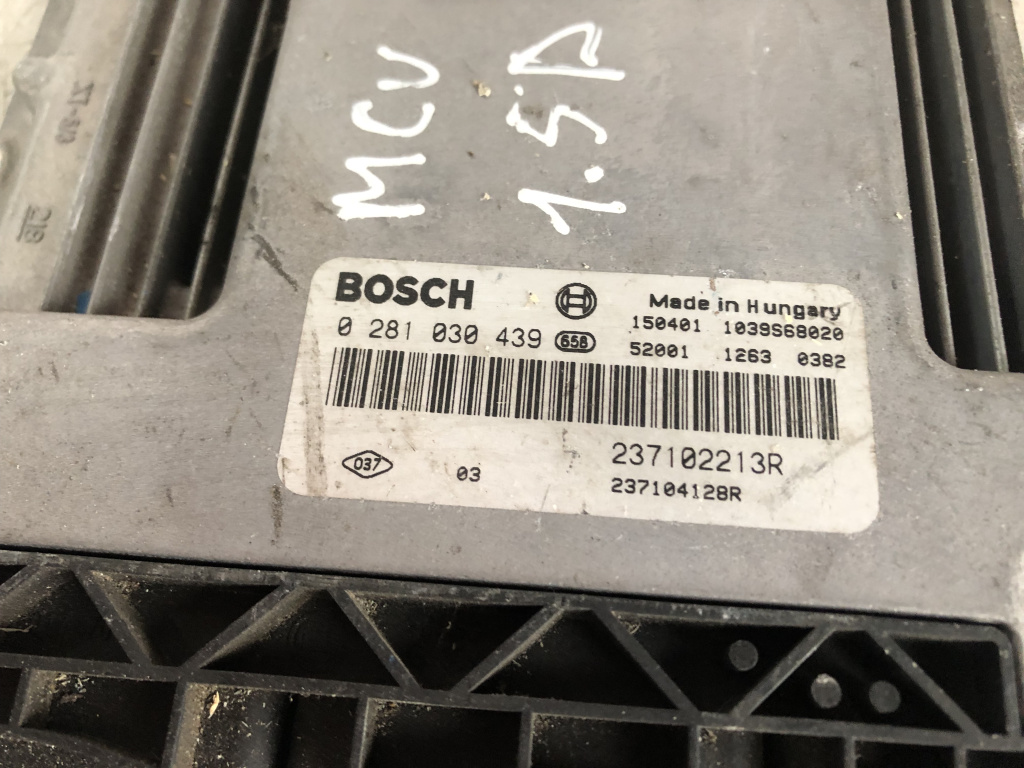 MCV
1.5D
BOSCH
Made in Hungary
0 281 030 439 658
150401 1039S68020
52001 1263 0382
237102213R
037 03
237104128R